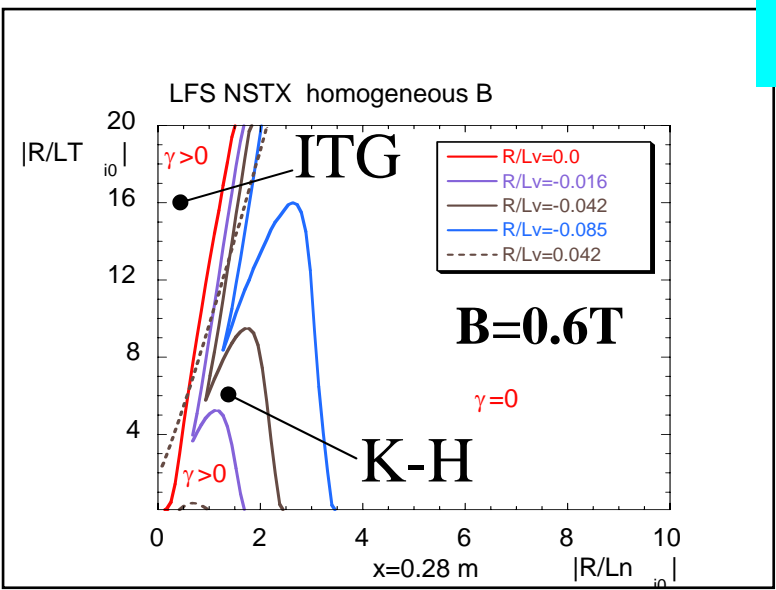 LFS NSTX homogeneous B
|R/LT i0|
20
16
12
8
4
0 2 4 6 8 10
x=0.28 m
|R/Ln i0|
γ>0
ITG
R/Lv=0.0
R/Lv=-0.016
R/Lv=-0.042
R/Lv=-0.085
R/Lv=0.042
B=0.6T
γ=0
K-H
γ>0